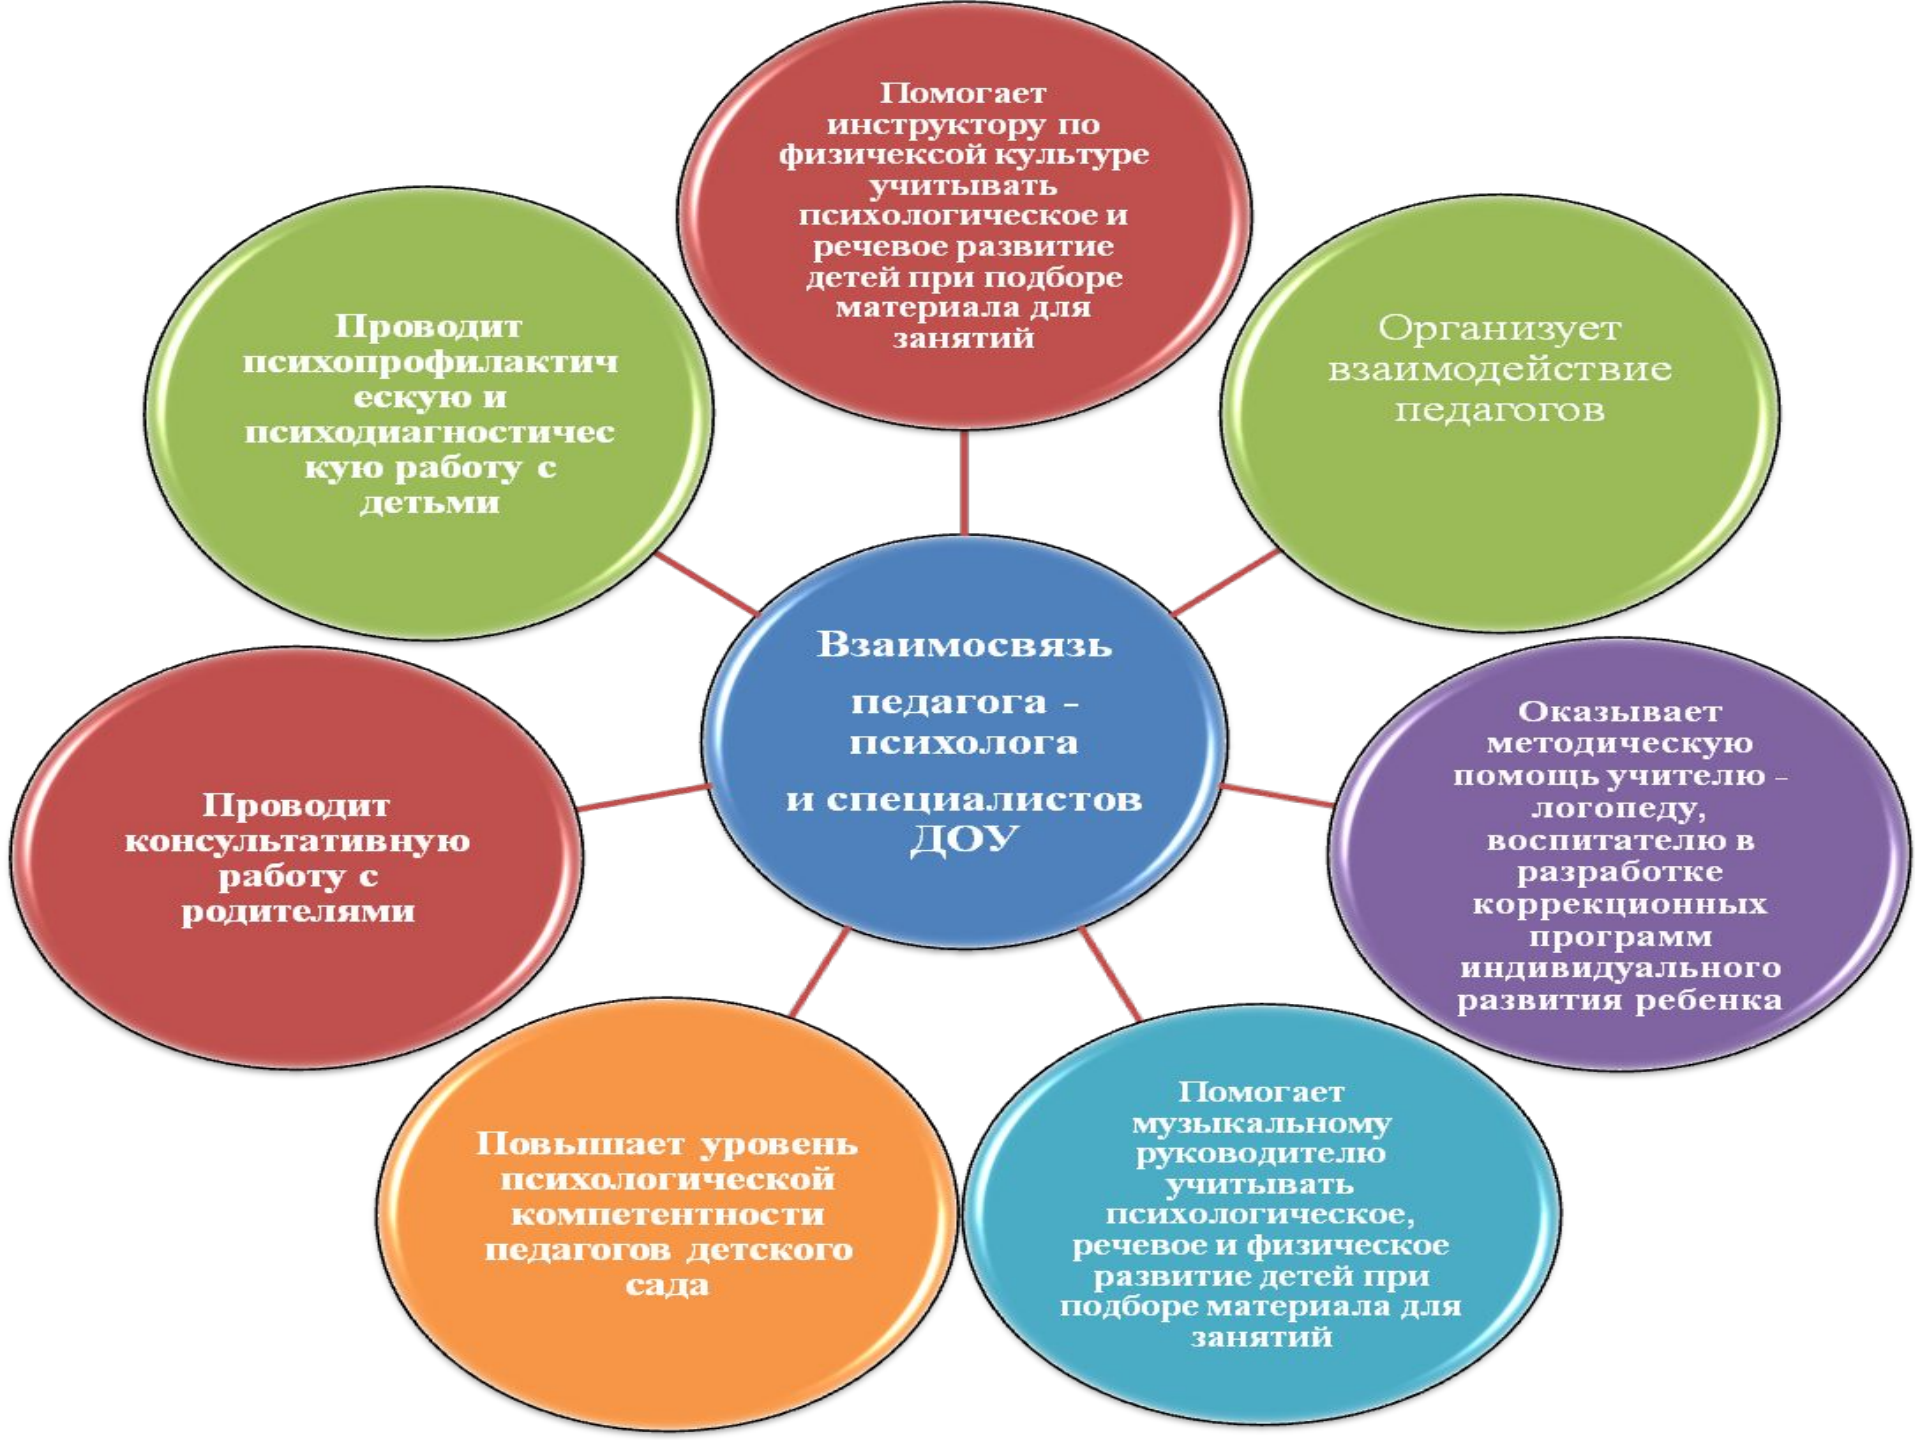 Помогает
инструктору по
физичексой культуре
учитывать
психологическое и
речевое развитие
детей при подборе
материала для
занятий
Организует
взаимодействие
педагогов
Оказывает
методическую
помощь учителю –
логопеду,
воспитателю в
разработке
коррекционных
программ
индивидуального
развития ребенка
Помогает
музыкальному
руководителю
учитывать
психологическое,
речевое и физическое
развитие детей при
подборе материала для
занятий
Повышает уровень
психологической
компетентности
педагогов детского
сада
Проводит
консультативную
работу с
родителями
Проводит
психопрофилактич
ескую и
психодиагностичес
кую работу с
детьми
Взаимосвязь
педагога -
психолога
и специалистов
ДОУ